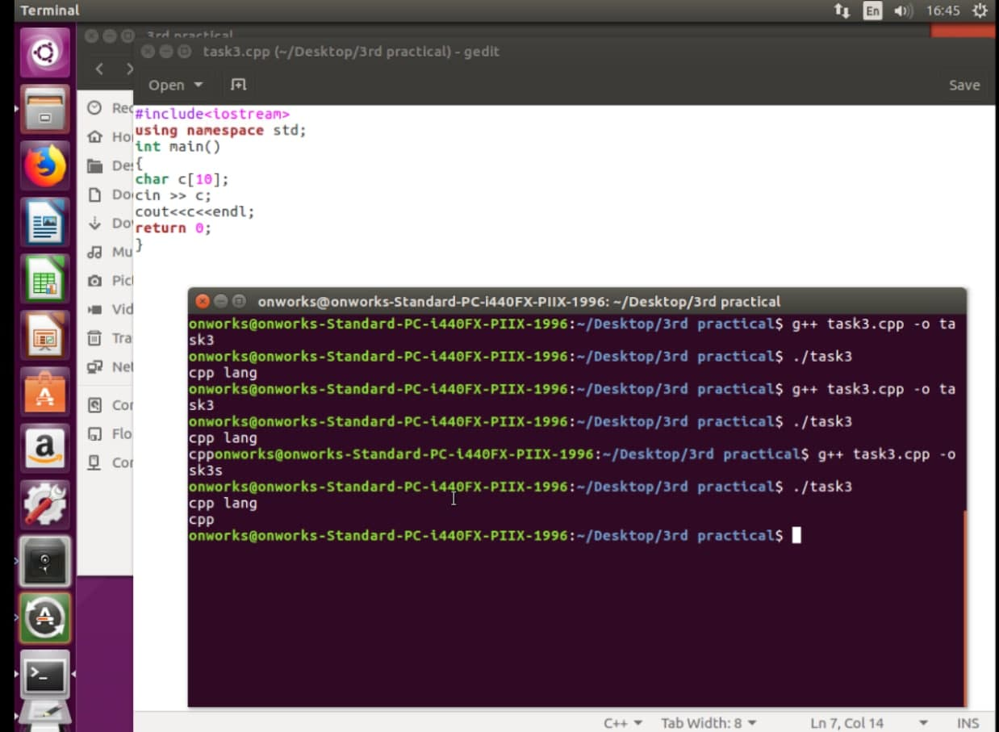 Terminal
En
16:45
3rd practical
task3.cpp (~/Desktop/3rd practical) - gedit
Open
Save
Rec
Ho
Des
Do
Do
Mu
Pic
Vid
Tra
Net
Co
Flo
Co
#include<iostream>
using namespace std;
int main()
{
char c[10];
cin >> c;
cout<<c<<endl;
return 0;
}
onworks@onworks-Standard-PC-i440FX-PIIX-1996: ~/Desktop/3rd practical
onworks@onworks-Standard-PC-i440FX-PIIX-1996:~/Desktop/3rd practical$ g++ task3.cpp -o ta
sk3
onworks@onworks-Standard-PC-i440FX-PIIX-1996:~/Desktop/3rd practical$ ./task3
cpp lang
onworks@onworks-Standard-PC-i440FX-PIIX-1996:~/Desktop/3rd practical$ g++ task3.cpp -o ta
sk3
onworks@onworks-Standard-PC-i440FX-PIIX-1996:~/Desktop/3rd practical$ ./task3
cpp lang
cpponworks@onworks-Standard-PC-i440FX-PIIX-1996:~/Desktop/3rd practical$ g++ task3.cpp -o
sk3s
onworks@onworks-Standard-PC-i440FX-PIIX-1996:~/Desktop/3rd practical$ ./task3
cpp lang
cpp
onworks@onworks-Standard-PC-i440FX-PIIX-1996:~/Desktop/3rd practical$
C++
Tab Width: 8
Ln 7, Col 14
INS